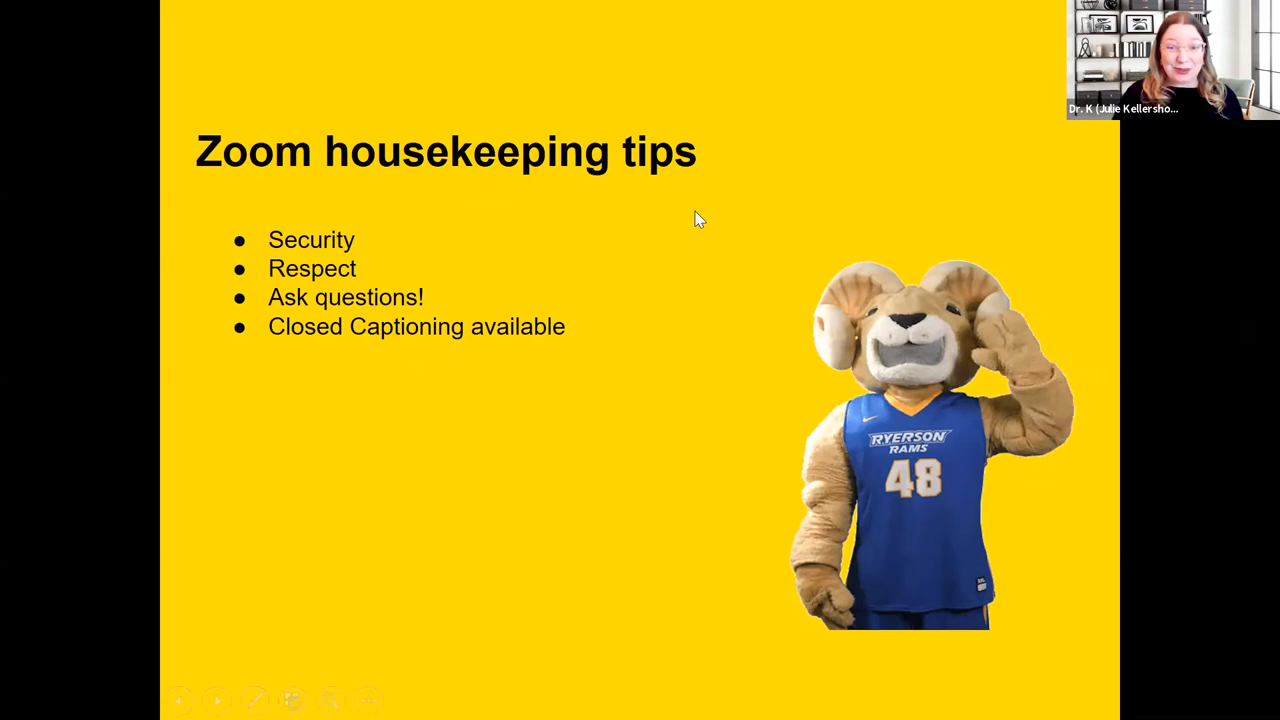 Dr. K (Julie Kellersho...
Zoom housekeeping tips
● Security
● Respect
● Ask questions!
● Closed Captioning available
RYERSON
RAMS
48